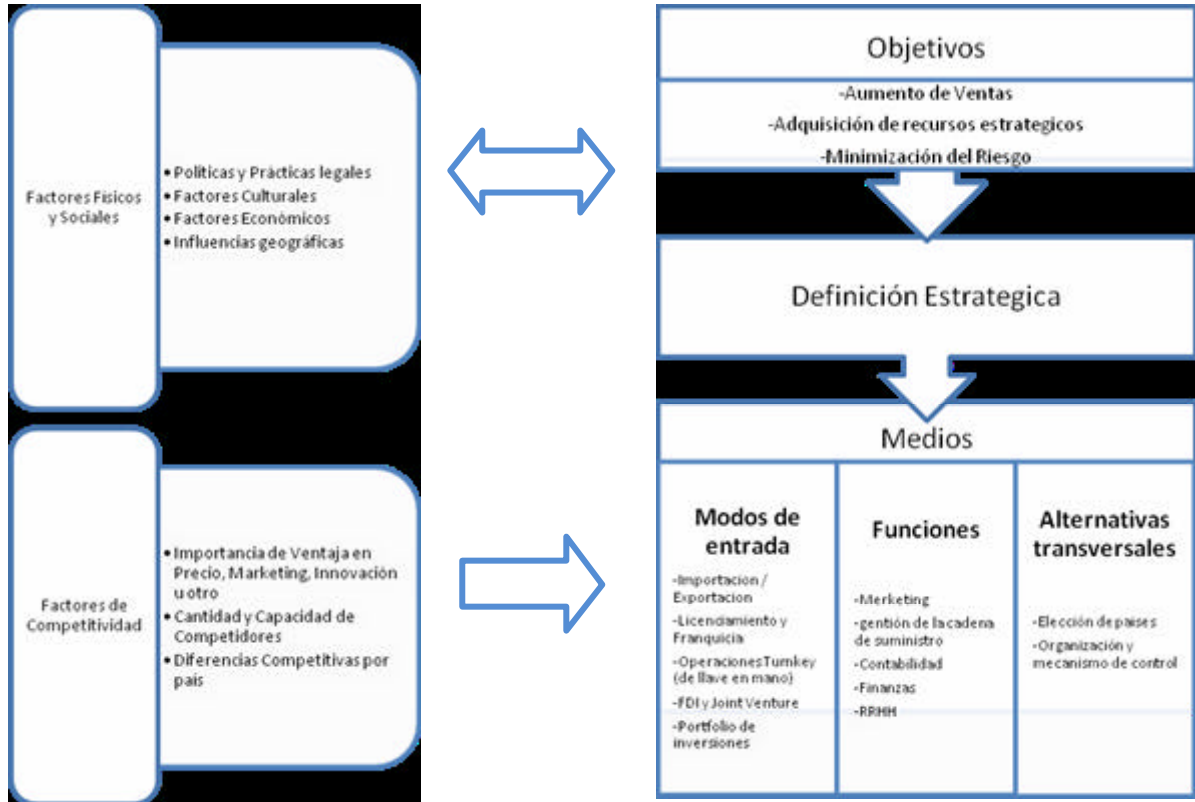 Factores Fisicos
y Sociales
• Políticas y Prácticas legales
• Factores Culturales
• Factores Económicos
• Influencias geográficas
Factores de
Competitividad
• Importancia de Ventaja en
Precio, Marketing, Innovación
u otro
• Cantidad y Capacidad de
Competidores
• Diferencias Competitivas por
país
Objetivos
-Aumento de Ventas
-Adquisición de recursos estrategicos
-Minimización del Riesgo
Definición Estrategica
Medios
Modos de
entrada
-Importacion /
Exportacion
-Licenciamiento y
Franquicia
-Operaciones Turnkey
(de llave en mano)
-FDI y Joint Venture
-Portfolio de
inversiones
Funciones
-Merketing
-gestión de la cadena
de suministro
-Contabilidad
-Finanzas
-RRHH
Alternativas
transversales
-Elección de paises
-Organización y
mecanismo de control